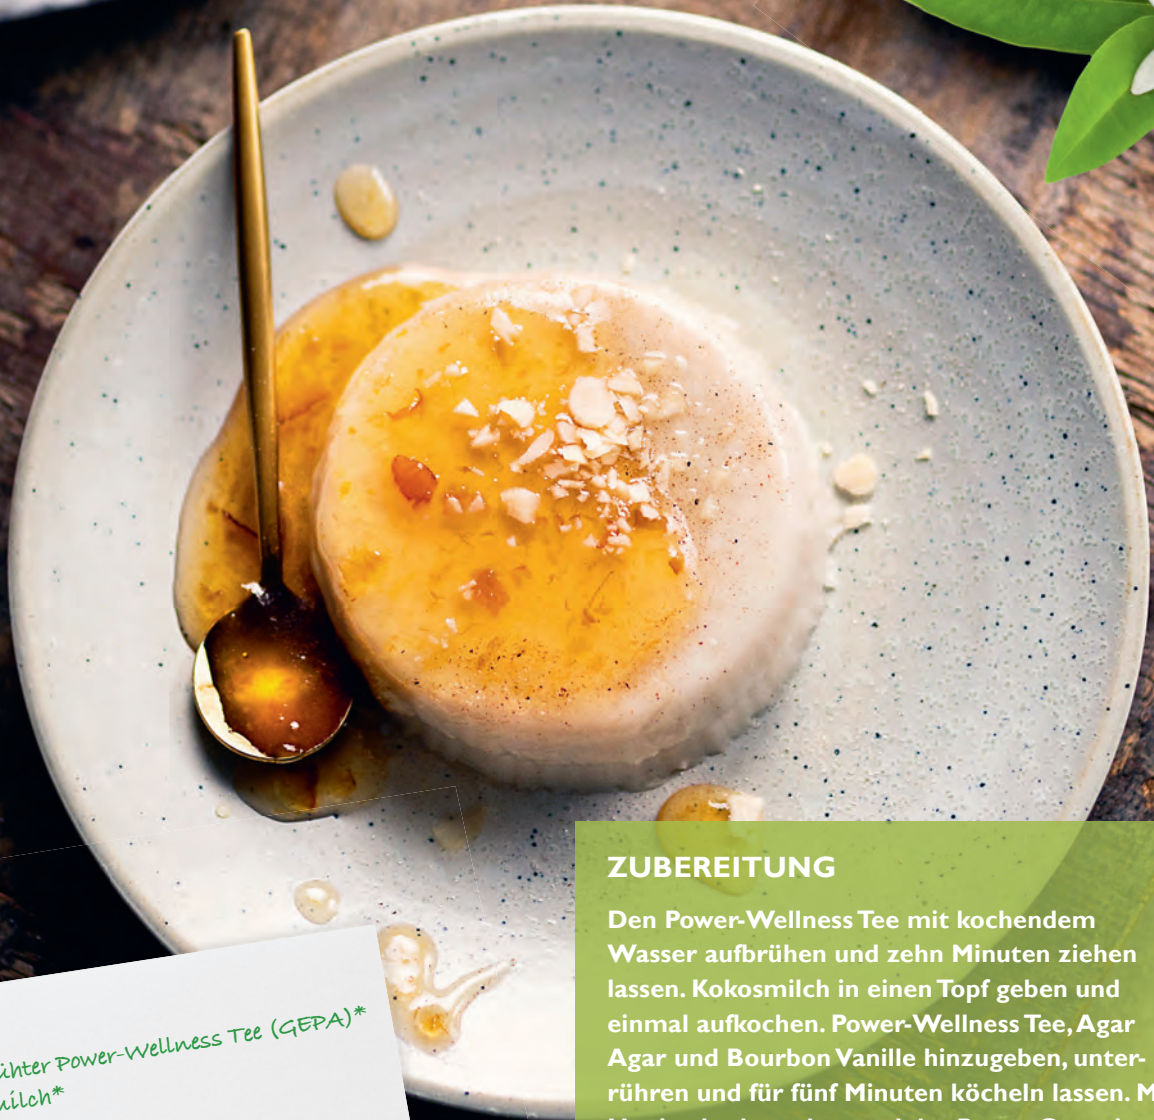 ühter Power-Wellness Tee (GEPA)*
milch*
ZUBEREITUNG
Den Power-Wellness Tee mit kochendem
Wasser aufbrühen und zehn Minuten ziehen
lassen. Kokosmilch in einen Topf geben und
einmal aufkochen. Power-Wellness Tee, Agar
Agar und Bourbon Vanille hinzugeben, unter-
rühren und für fünf Minuten köcheln lassen. M